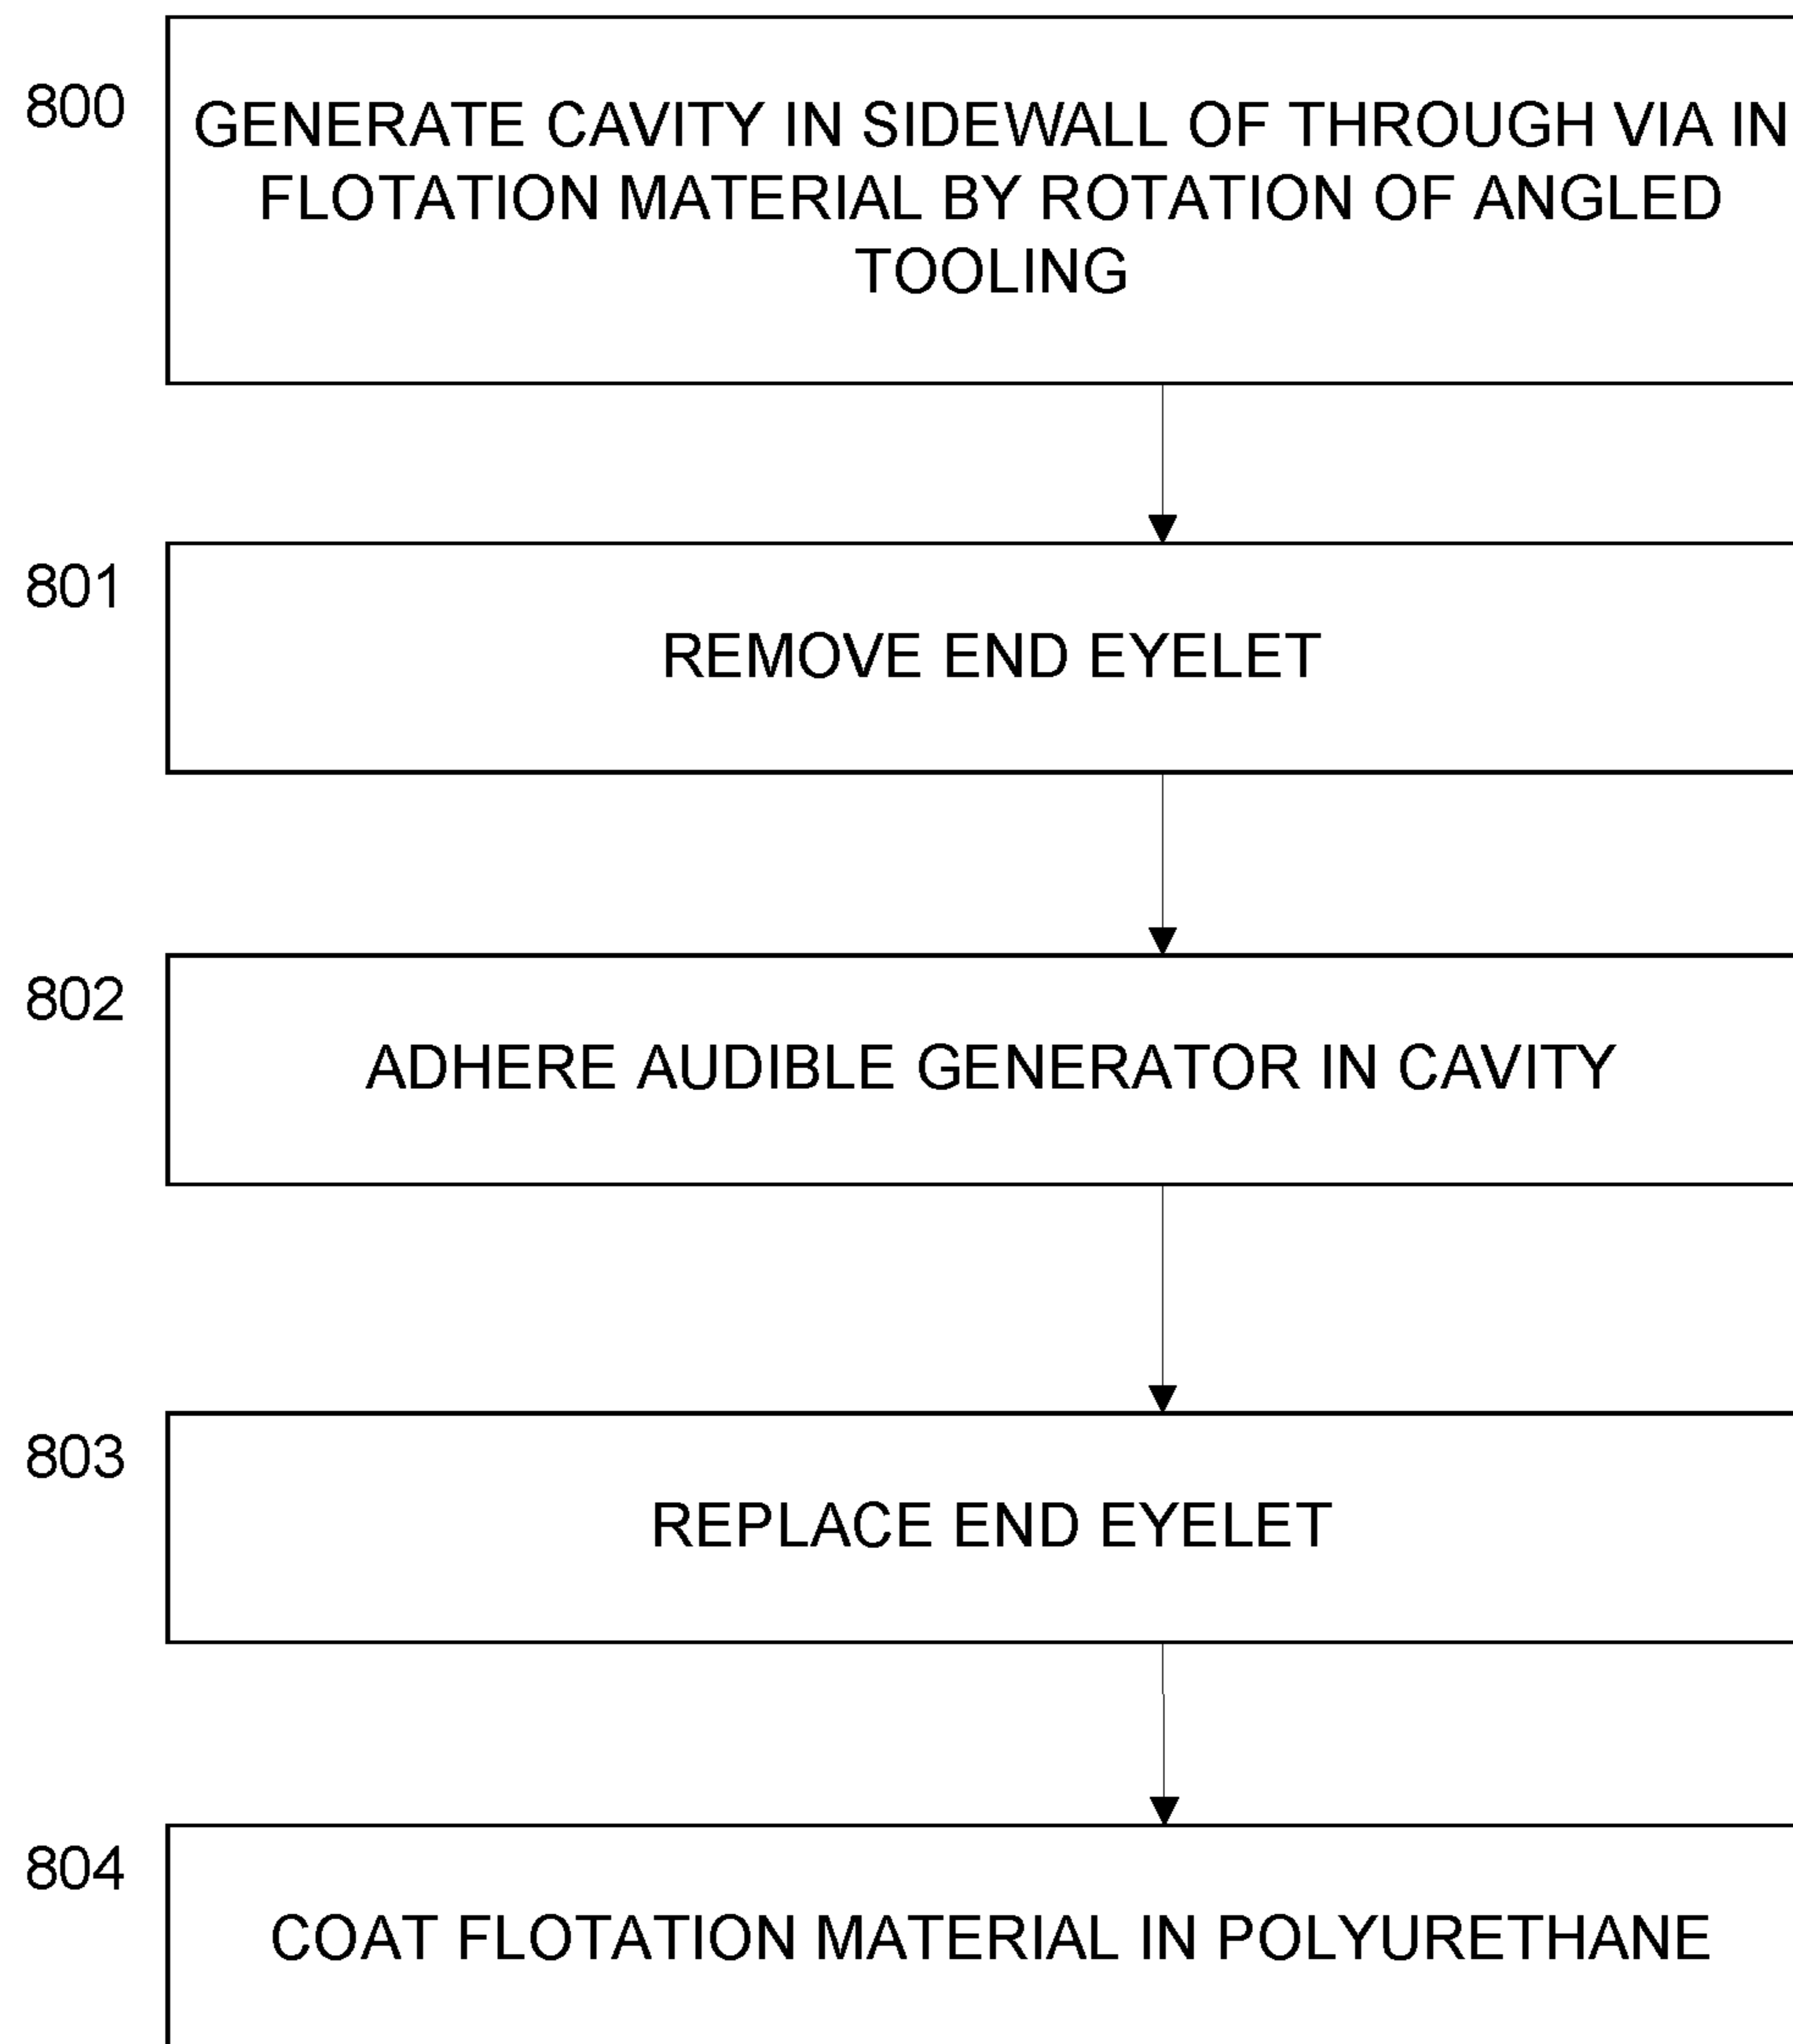 800
GENERATE CAVITY IN SIDEWALL OF THROUGH VIA IN
FLOTATION MATERIAL BY ROTATION OF ANGLED
TOOLING
801
REMOVE END EYELET
802
ADHERE AUDIBLE GENERATOR IN CAVITY
803
REPLACE END EYELET
804
COAT FLOTATION MATERIAL IN POLYURETHANE